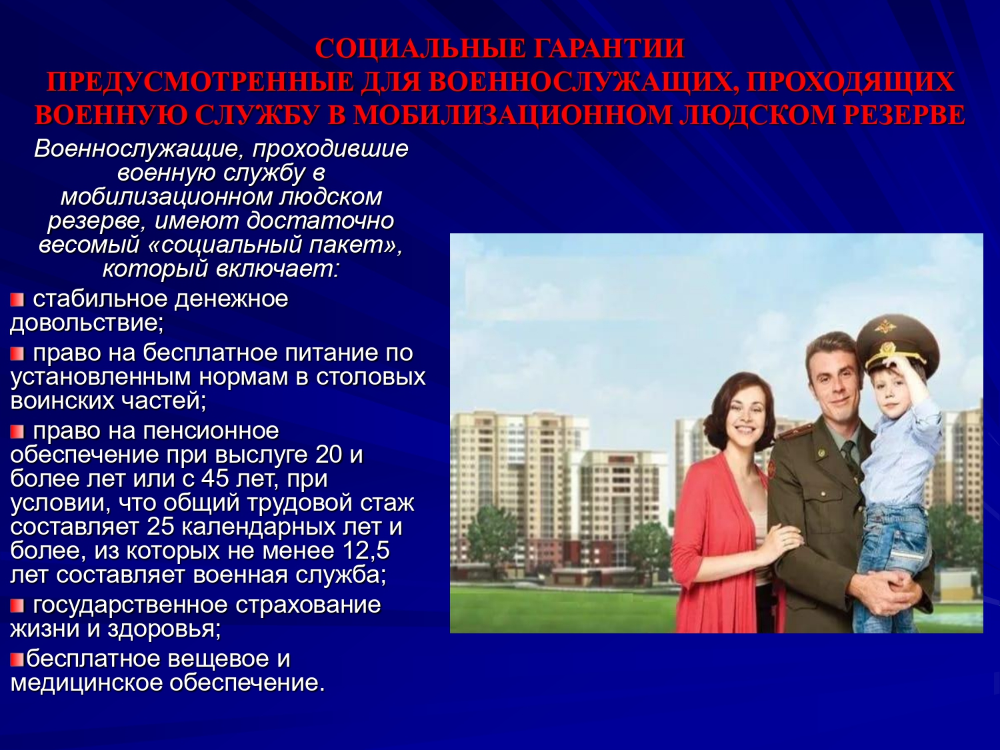 СОЦИАЛЬНЫЕ ГАРАНТИИ
ПРЕДУСМОТРЕННЫЕ ДЛЯ ВОЕННОСЛУЖАЩИХ, ПРОХОДЯЩИХ
ВОЕННУЮ СЛУЖБУ В МОБИЛИЗАЦИОННОМ ЛЮДСКОМ РЕЗЕРВЕ
Военнослужащие, проходившие
военную службу в
мобилизационном людском
резерве, имеют достаточно
весомый «социальный пакет»,
который включает:
стабильное денежное
довольствие;
право на бесплатное питание по
установленным нормам в столовых
воинских частей;
право на пенсионное
обеспечение при выслуге 20 и
более лет или с 45 лет, при
условии, что общий трудовой стаж
составляет 25 календарных лет и
более, из которых не менее 12,5
лет составляет военная служба;
государственное страхование
жизни и здоровья;
бесплатное вещевое и
медицинское обеспечение.